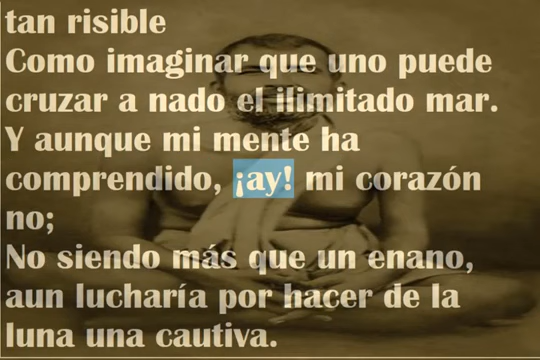 tan risible
Como imaginar que uno puede
cruzar a nado el ilimitado mar.
Y aunque mi mente ha
comprendido, ¡ay! mi corazón
no;
No siendo más que un enano,
aun lucharía por hacer de la
luna una cautiva.